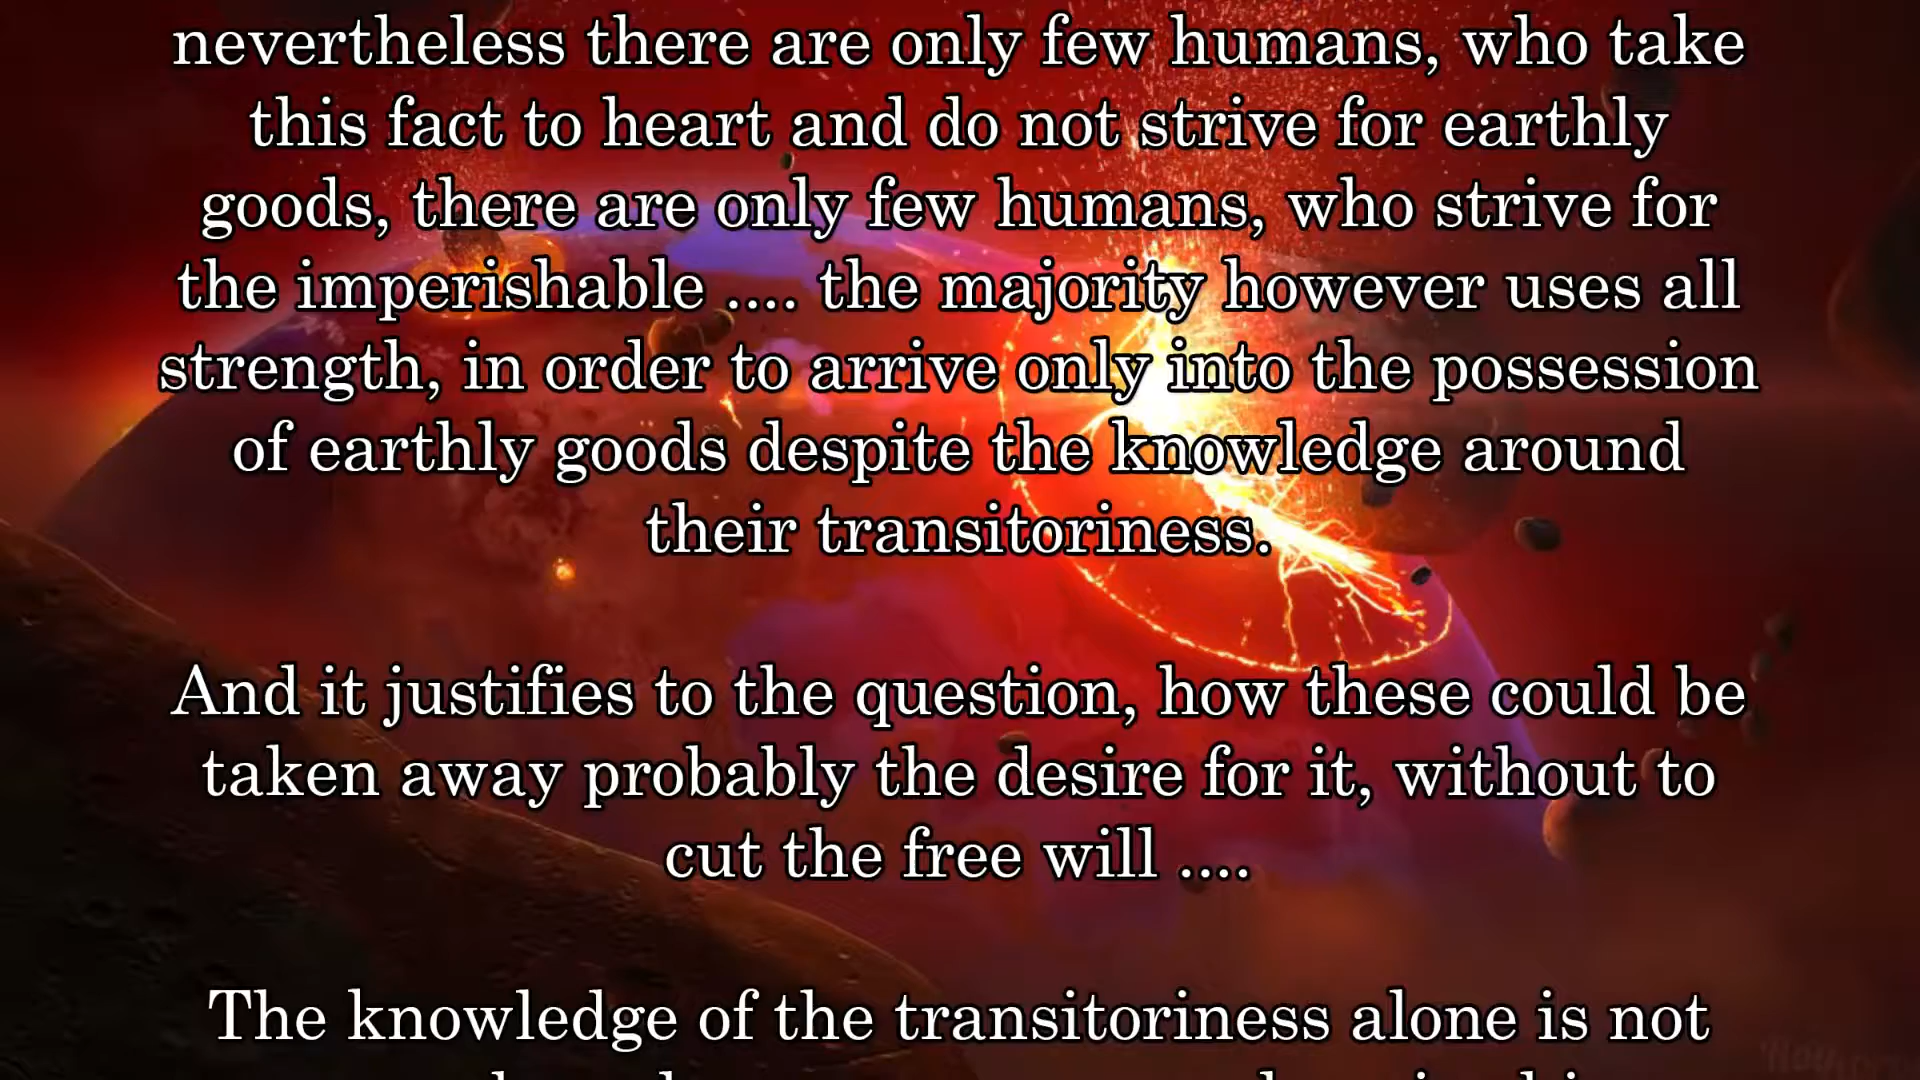 nevertheless there are only few humans, who take
this fact to heart and do not strive for earthly
goods, there are only few humans, who strive for
the imperishable .... the majority however uses all
strength, in order to arrive only into the possession
of earthly goods despite the knowledge around
their transitoriness.
And it justifies to the question, how these could be
taken away probably the desire for it, without to
cut the free will ....
The knowledge of the transitoriness alone is not